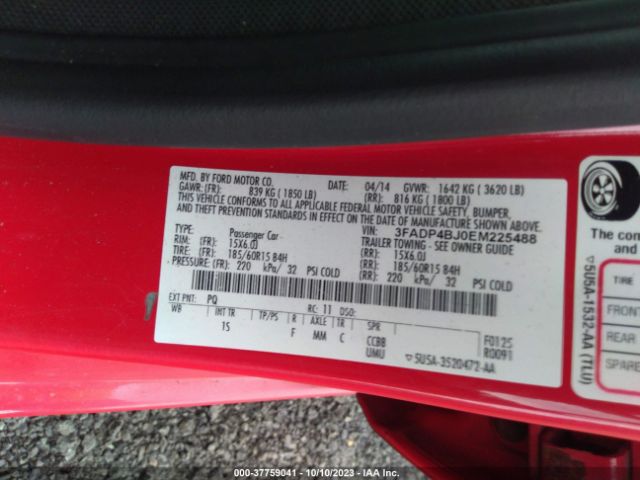 MFD. BY FORD MOTOR CO.
DATE: 04/14 GVWR: 1642 KG ( 3620 LB)
GAWR:(FR): 839 KG ( 1850 LB) (RR): 816 KG ( 1800 LB)
THIS VEHICLE CONFORMS TO ALL APPLICABLE FEDERAL MOTOR VEHICLE SAFETY, BUMPER,
AND THEFT PREVENTION STANDARDS IN EFFECT ON THE DATE OF MANUFACTURE SHOWN ABOVE.
VIN: 3FADP4BJ0EM225488
TYPE: Passenger Car TRAILER TOWING - SEE OWNER GUIDE
RIM: (FR): 15X6.0J (RR): 15X6.0J
TIRE: (FR): 185/60R15 84H (RR): 185/60R15 84H
(FR): 220 kPa/ 32 PSI COLD (RR): 220 kPa/ 32 PSI COLD
EXT PNT: PQ RC: 11 DSO:
WB INT TR TP/PS R AXLE TR SPR F0125
15 F MM C CCBB R0091
UMU ▽5U5A-3520472-AA
The con
and
TIRE
FRONT
REAR
SPARE
▽5U5A-1532-AA (TLU)
000-37759041 • 10/10/2023 • IAA Inc.